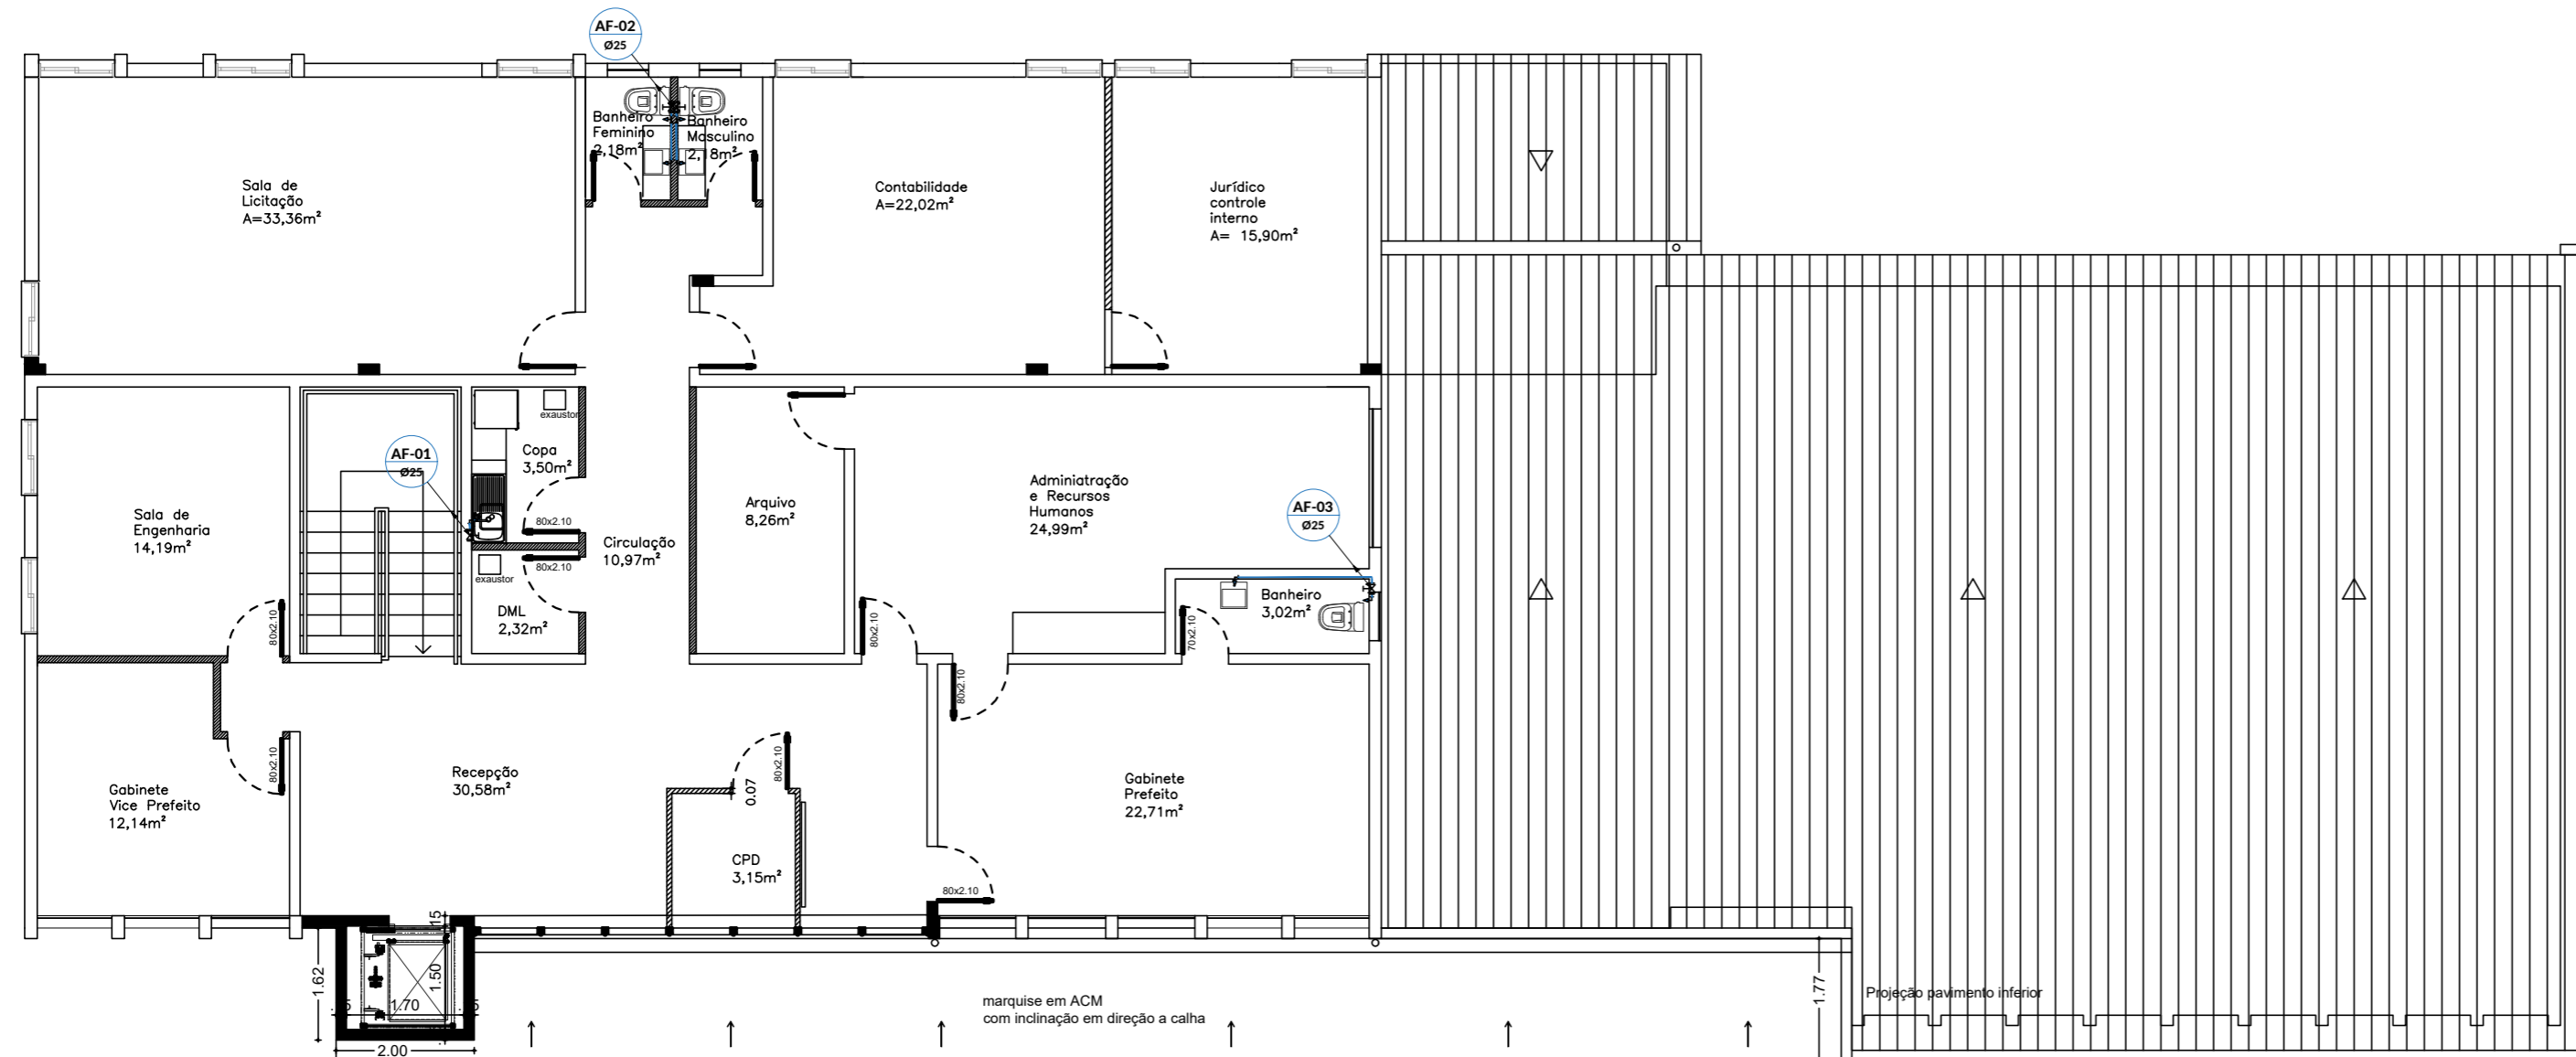 AF-02
Ø25
Banheiro
Feminino
2,18m²
Banheiro
Masculino
2,18m²
Sala de
Licitação
A=33,36m²
Contabilidade
A=22,02m²
Jurídico
controle
interno
A= 15,90m²
exaustor
Copa
3,50m²
AF-01
Ø25
80x2.10
80x2.10
exaustor
DML
2,32m²
Circulação
10,97m²
Arquivo
8,26m²
Adminiatração
e Recursos
Humanos
24,99m²
AF-03
Ø25
Banheiro
3,02m²
70x2.10
80x2.10
80x2.10
Sala de
Engenharia
14,19m²
80x2.10
80x2.10
Gabinete
Vice Prefeito
12,14m²
Recepção
30,58m²
80x2.10
0.07
CPD
3,15m²
Gabinete
Prefeito
22,71m²
80x2.10
1.62
1.50
1.70
2.00
marquise em ACM
com inclinação em direção a calha
1.77
Projeção pavimento inferior